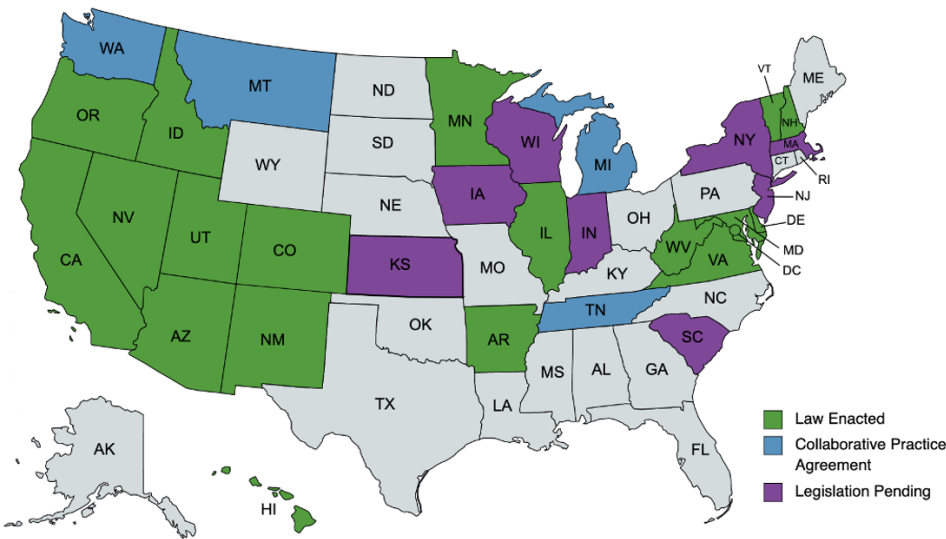 WA
MT
ND
MN
OR
ID
SD
WI
MI
WY
IA
NE
NV
UT
CO
CA
KS
MO
IL
IN
OH
PA
NY
VT
NH
ME
MA
CT
RI
NJ
DE
MD
DC
WV
VA
KY
NC
TN
SC
AZ
NM
OK
AR
MS
AL
GA
TX
LA
FL
AK
HI
Law Enacted
Collaborative Practice
Agreement
Legislation Pending